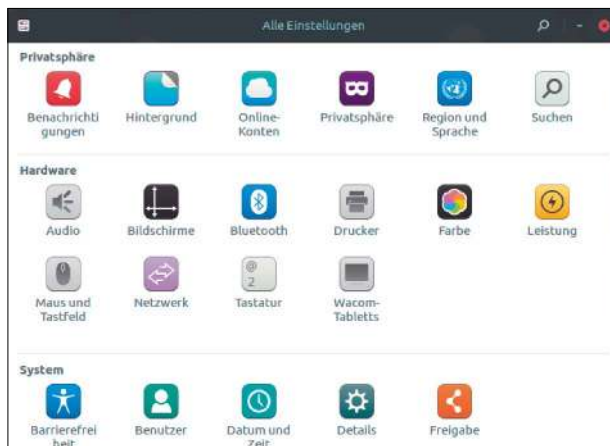 Alle Einstellungen
Privatsphäre
Benachrichti
gungen
Hintergrund
Online-
Konten
Privatsphäre
Region und
Sprache
Suchen
Hardware
Audio
Bildschirme
Bluetooth
Drucker
Farbe
Leistung
Maus und
Tastfeld
Netzwerk
@
2
Tastatur
Wacom-
Tabletts
System
Barrierefrei
heit
Benutzer
Datum und
Zeit
Details
Freigabe